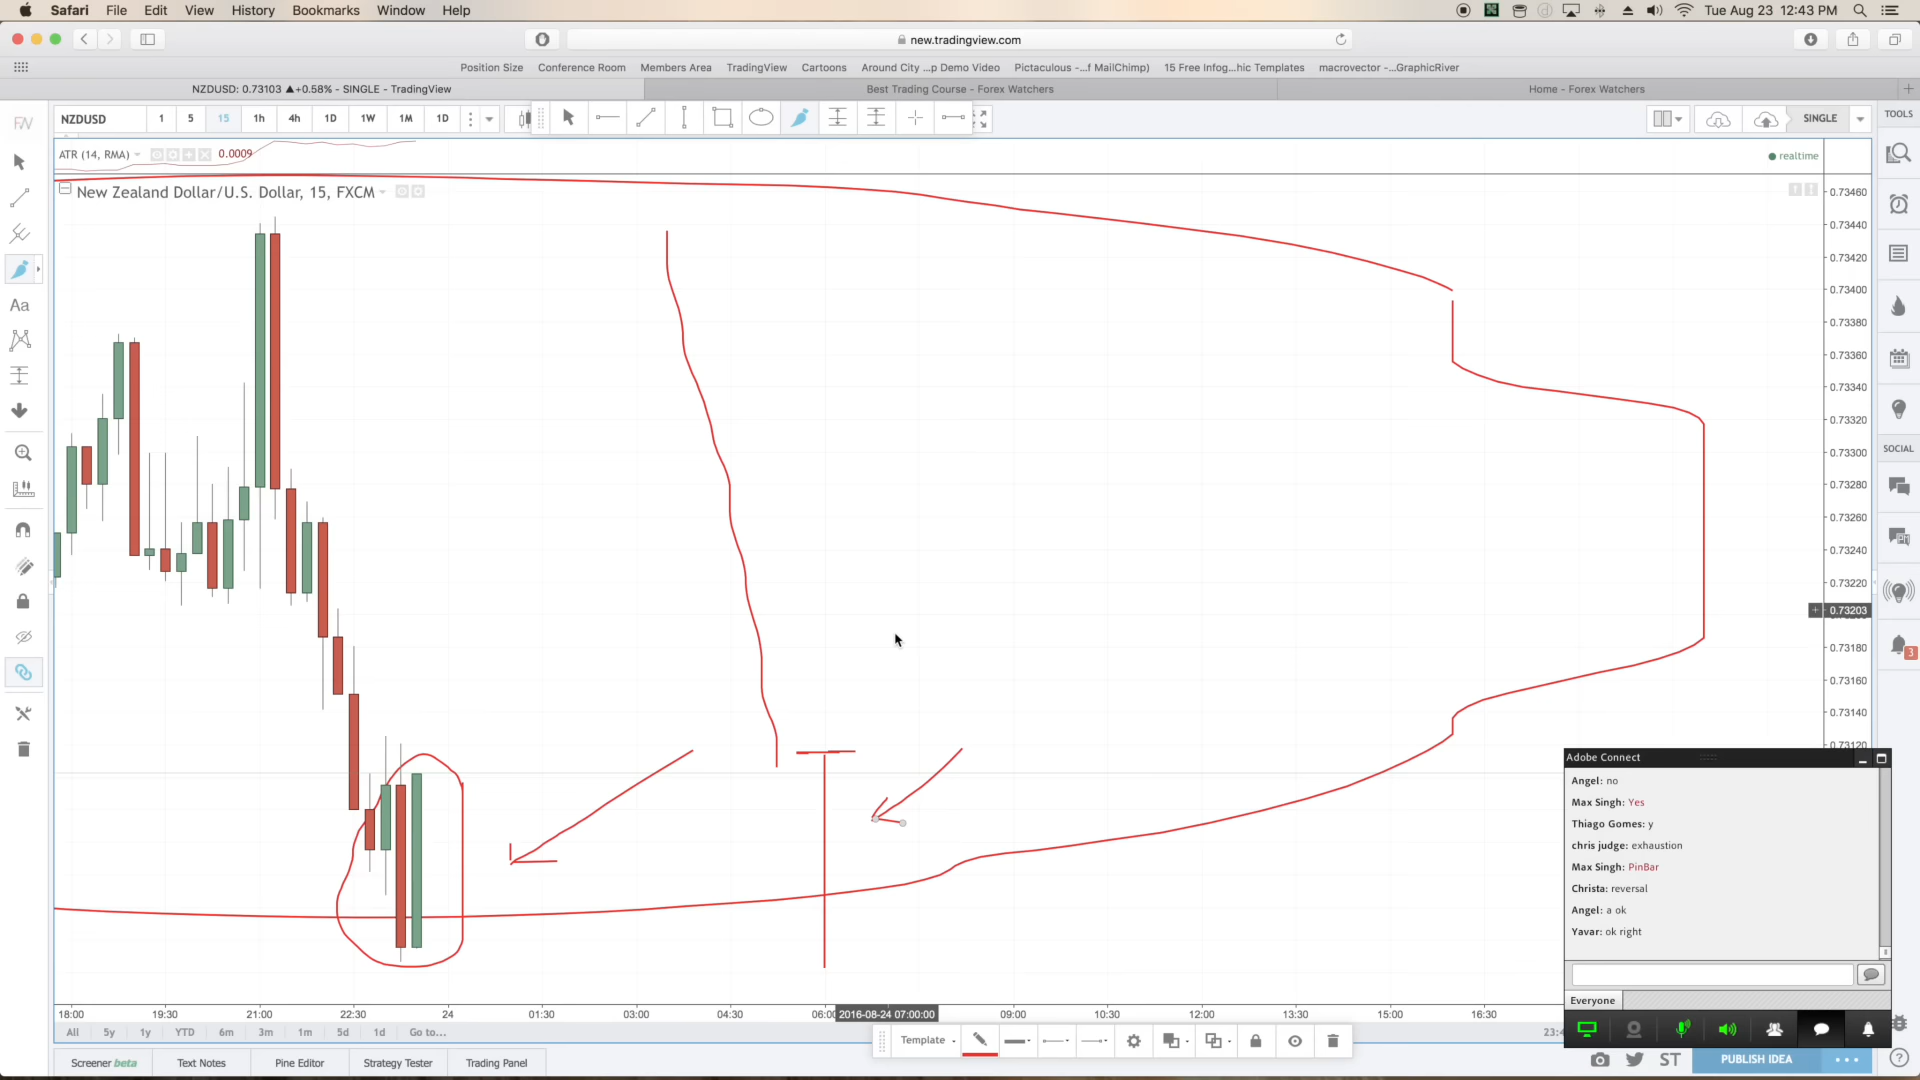 Safari File Edit View History Bookmarks Window Help Tue Aug 23 12:43 PM
new.tradingview.com
Position Size Conference Room Members Area TradingView Cartoons Around City ...p Demo Video Pictaculous -...f MailChimp) 15 Free Infog...hic Templates macrovector -...GraphicRiver
NZDUSD: 0.73103 ▲+0.58% - SINGLE - TradingView Best Trading Course - Forex Watchers Home - Forex Watchers
FW NZDUSD 1 5 15 1h 4h 1D 1W 1M 1D SINGLE TOOLS
ATR (14, RMA) 0.0009 realtime
New Zealand Dollar/U.S. Dollar, 15, FXCM
0.73460
0.73440
0.73420
0.73400
0.73380
0.73360
0.73340
0.73320
0.73300
0.73280
0.73260
0.73240
0.73220
0.73203
0.73180
0.73160
0.73140
0.73120
Aa
SOCIAL
3
Adobe Connect
Angel: no
Max Singh: Yes
Thiago Gomes: y
chris judge: exhaustion
Max Singh: PinBar
Christa: reversal
Angel: a ok
Yavar: ok right
Everyone
18:00 19:30 21:00 22:30 24 01:30 03:00 04:30 06:00 2016-08-24 07:00:00 09:00 10:30 12:00 13:30 15:00 16:30
All 5y 1y YTD 6m 3m 1m 5d 1d Go to... 23:4
Template
Screener beta Text Notes Pine Editor Strategy Tester Trading Panel ST PUBLISH IDEA